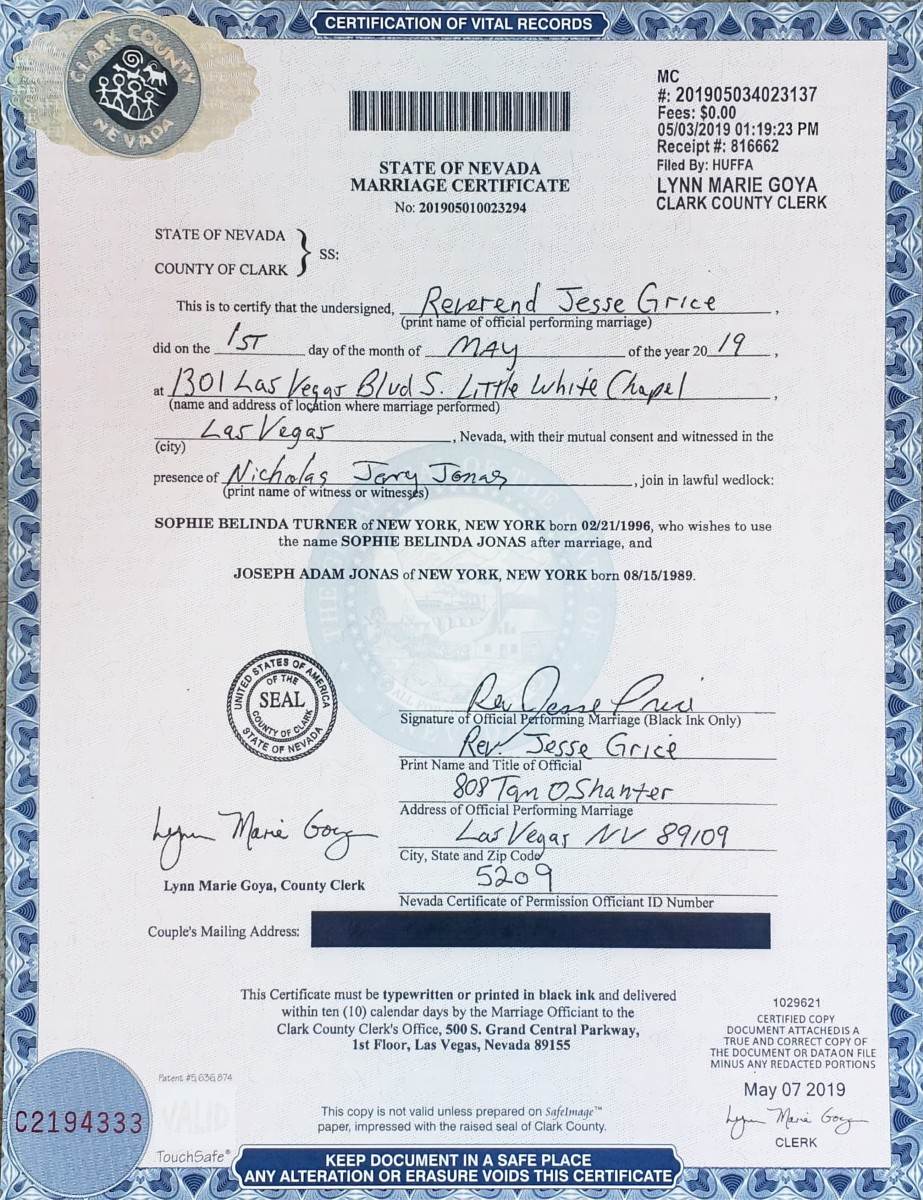 CERTIFICATION OF VITAL RECORDS
CLARK COUNTY
NEVADA
MC
#: 201905034023137
Fees: $0.00
05/03/2019 01:19:23 PM
Receipt #: 816662
Filed By: HUFFA
LYNN MARIE GOYA
CLARK COUNTY CLERK
STATE OF NEVADA
MARRIAGE CERTIFICATE
No: 201905010023294
STATE OF NEVADA
COUNTY OF CLARK
SS:
This is to certify that the undersigned, Reverend Jesse Grice,
(print name of official performing marriage)
did on the 1ST day of the month of MAY of the year 2019,
at 1301 Las Vegas Blvd S. Little White Chapel,
(name and address of location where marriage performed)
Las Vegas, Nevada, with their mutual consent and witnessed in the
(city)
presence of Nicholas Jerry Jonas, join in lawful wedlock:
(print name of witness or witnesses)
SOPHIE BELINDA TURNER of NEW YORK, NEW YORK born 02/21/1996, who wishes to use
the name SOPHIE BELINDA JONAS after marriage, and
JOSEPH ADAM JONAS of NEW YORK, NEW YORK born 08/15/1989.
UNITED STATES OF AMERICA
OF THE
SEAL
COUNTY OF CLARK
STATE OF NEVADA
Rev Jesse Grice
Signature of Official Performing Marriage (Black Ink Only)
Rev. Jesse Grice
Print Name and Title of Official
808 Tam O Shanter
Address of Official Performing Marriage
Las Vegas NV 89109
City, State and Zip Code
5209
Nevada Certificate of Permission Officiant ID Number
Lynn Marie Goya
Lynn Marie Goya, County Clerk
Couple's Mailing Address:
This Certificate must be typewritten or printed in black ink and delivered
within ten (10) calendar days by the Marriage Officiant to the
Clark County Clerk's Office, 500 S. Grand Central Parkway,
1st Floor, Las Vegas, Nevada 89155
1029621
CERTIFIED COPY
DOCUMENT ATTACHED IS A
TRUE AND CORRECT COPY OF
THE DOCUMENT OR DATA ON FILE
MINUS ANY REDACTED PORTIONS
May 07 2019
Lynn Marie Goya
CLERK
Patent #5,636,874
VALID
TouchSafe®
C2194333
This copy is not valid unless prepared on SafeImage™
paper, impressed with the raised seal of Clark County.
KEEP DOCUMENT IN A SAFE PLACE
ANY ALTERATION OR ERASURE VOIDS THIS CERTIFICATE